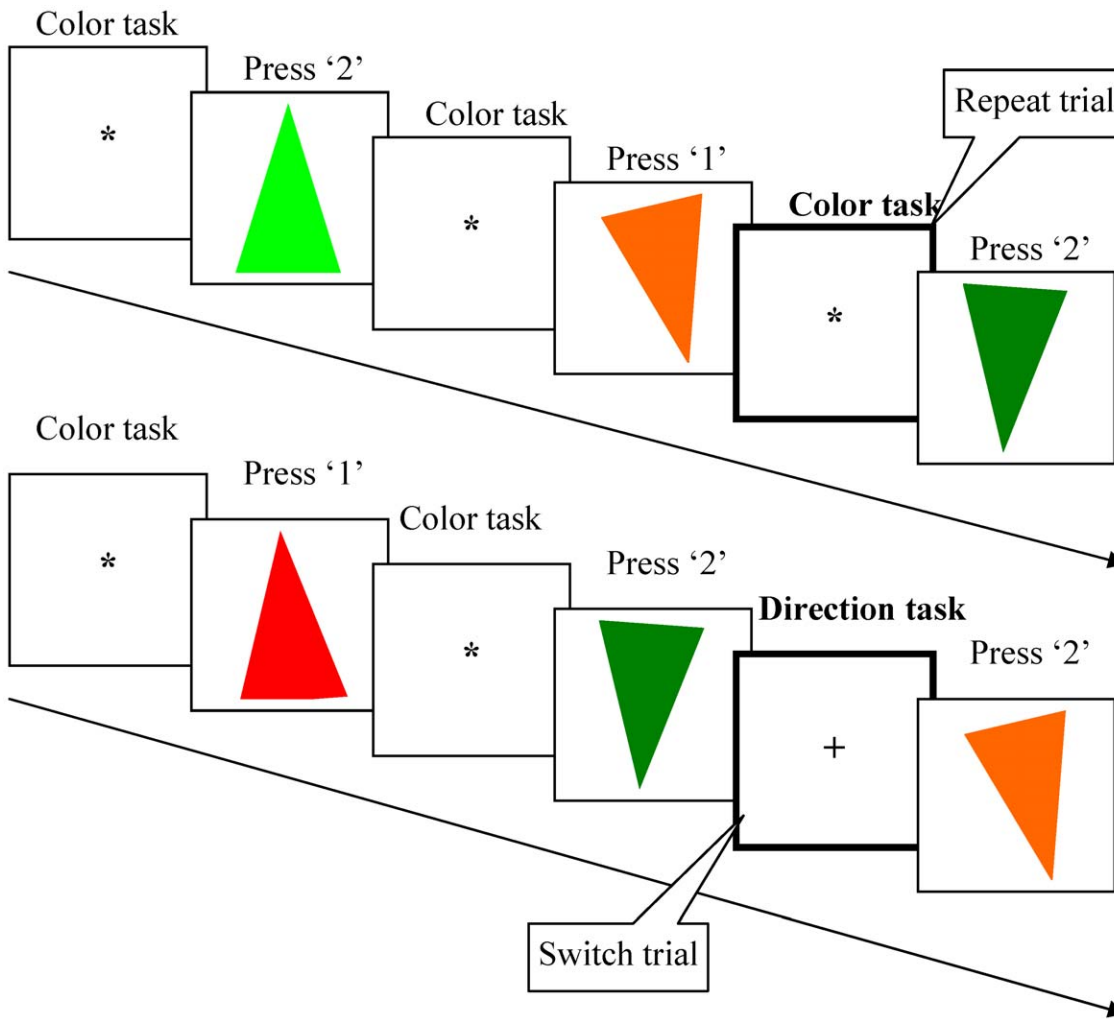 Color task
*
Press ‘2’
Color task
*
Press ‘1’
Repeat trial
Color task
*
Press ‘2’
Color task
*
Press ‘1’
Color task
*
Press ‘2’
Direction task
+
Press ‘2’
Switch trial